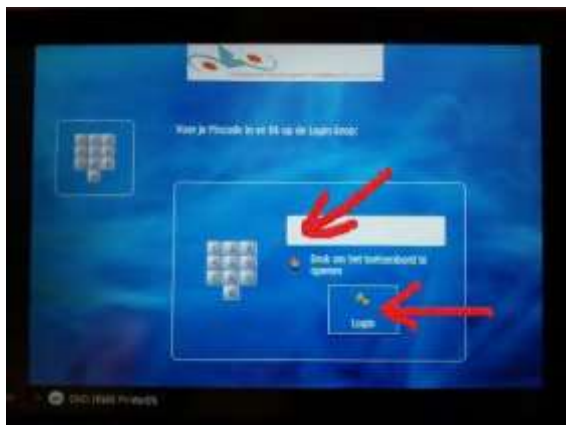 Voer je Pincode in en klik op de Login knop:
Druk om het toetsenbord te
openen
Login